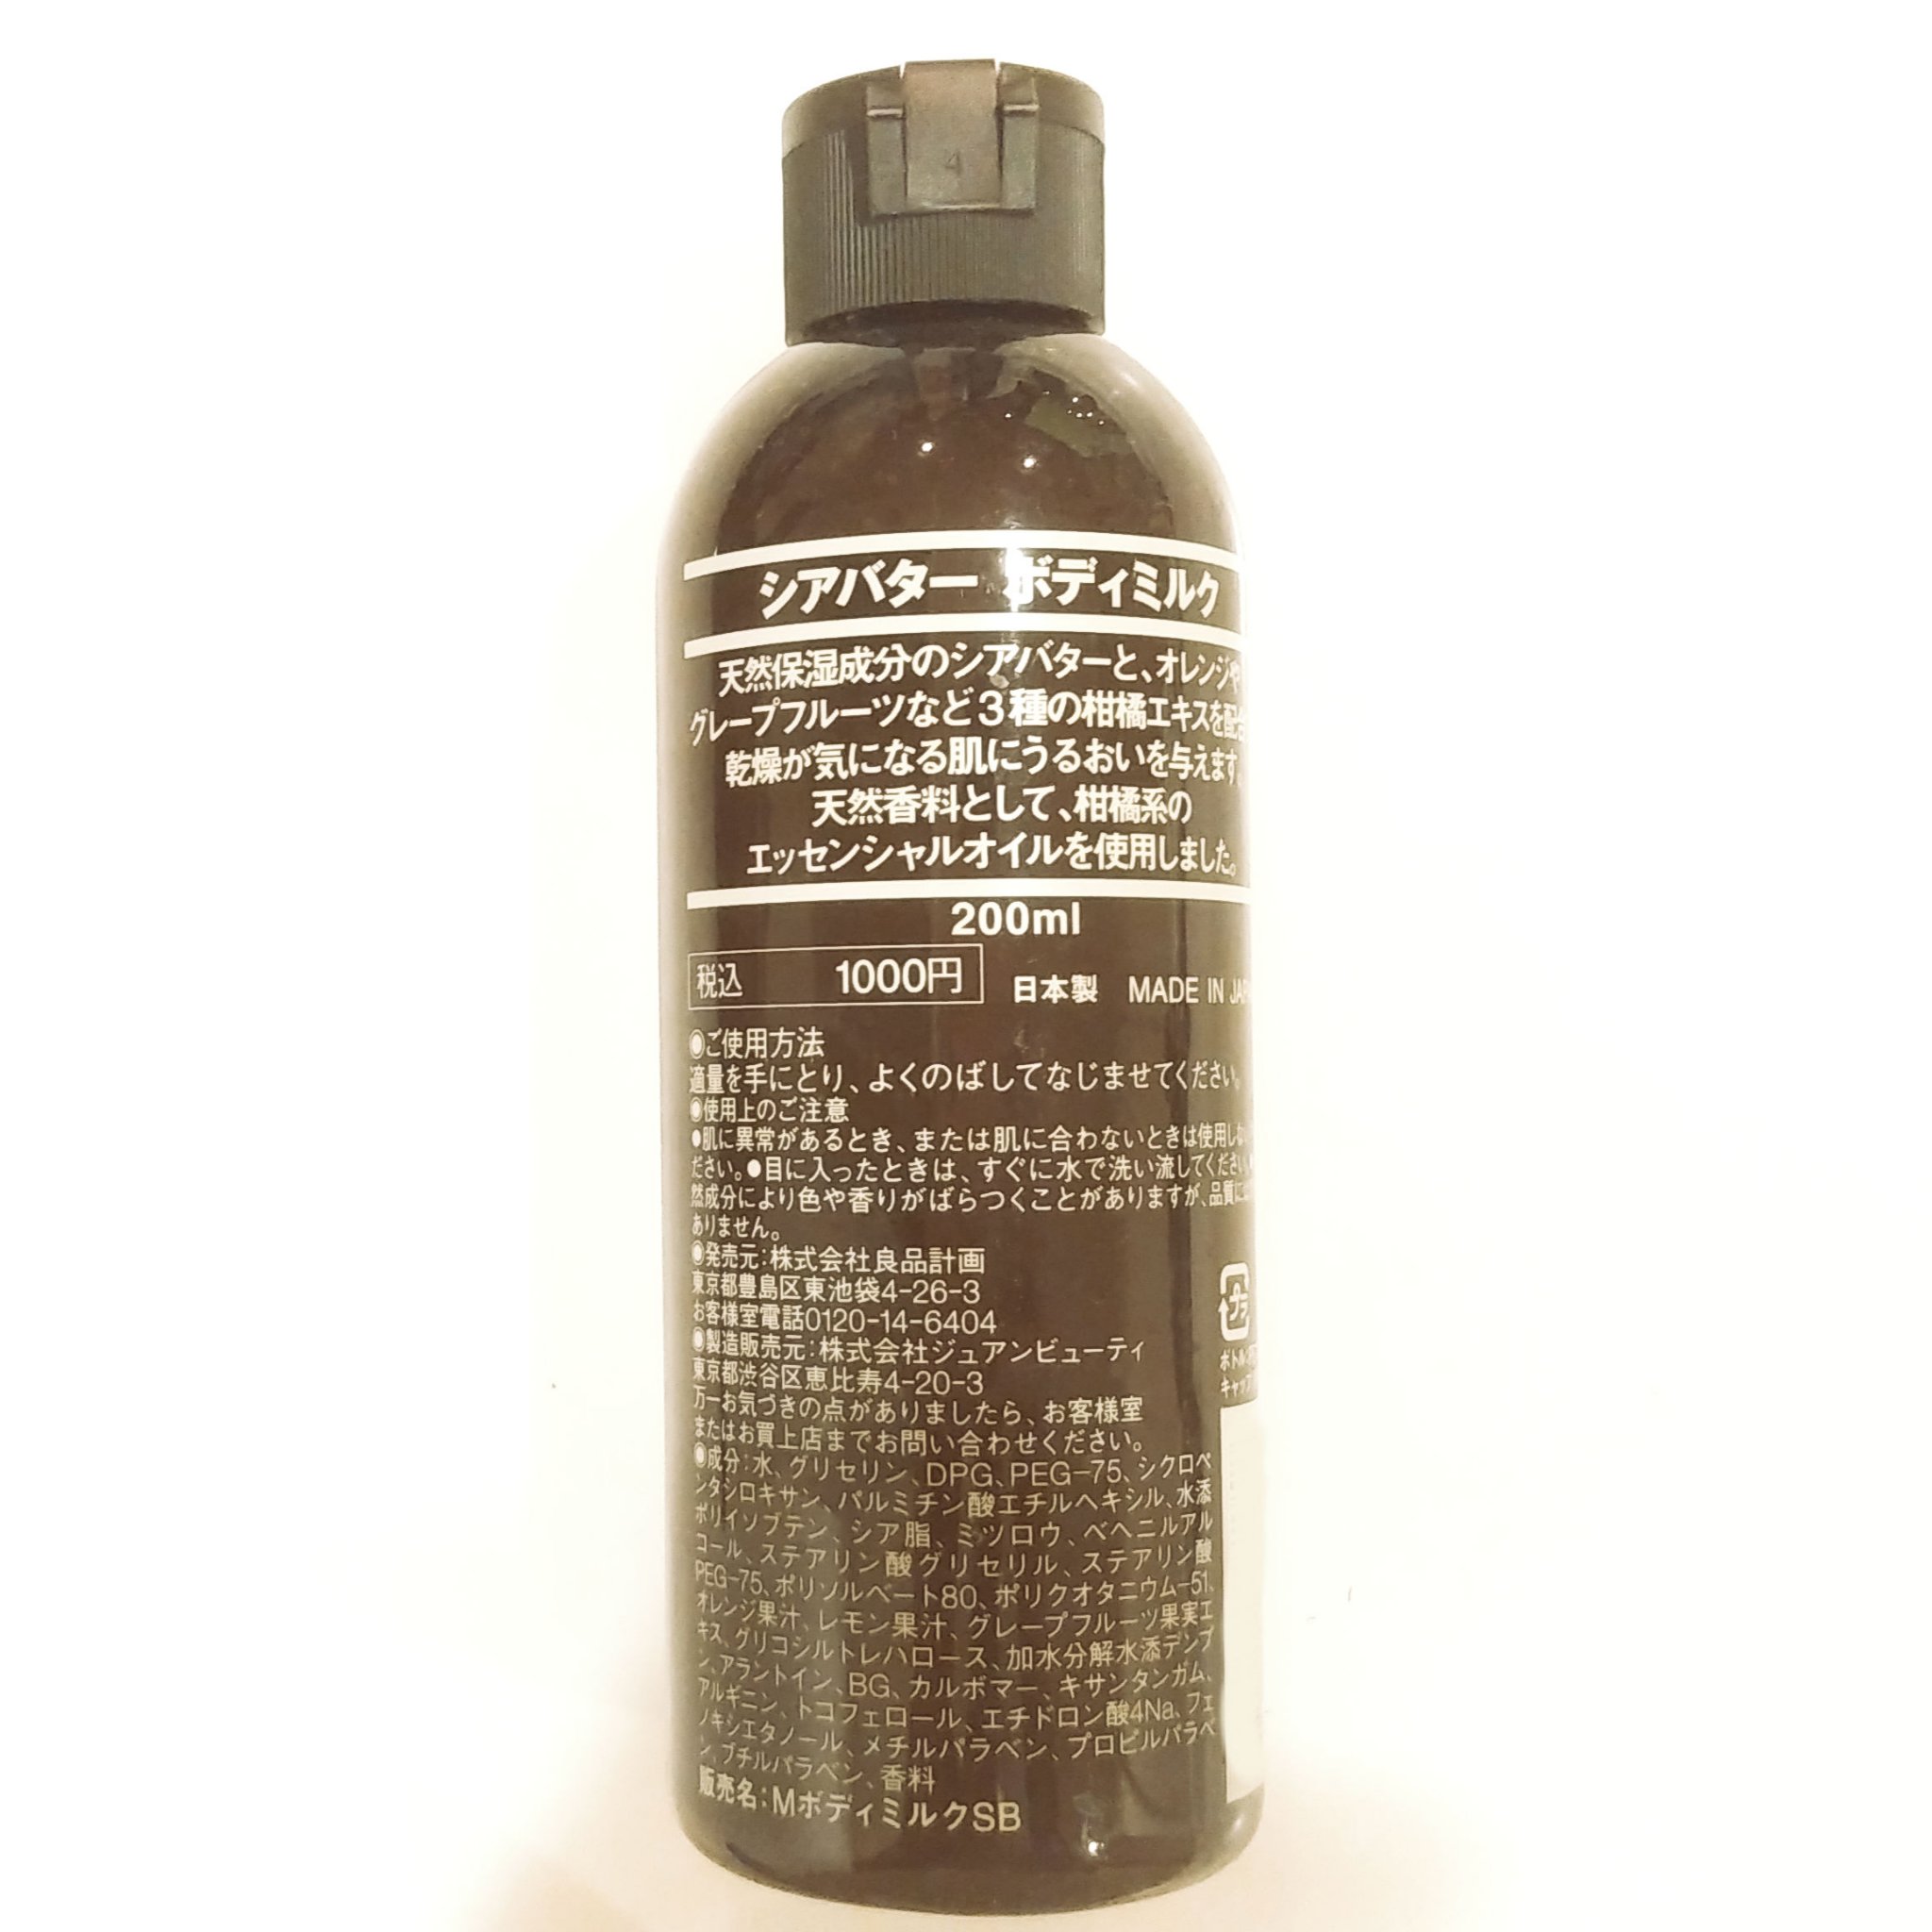 4
シアバター ボディミルク
天然保湿成分のシアバターと、オレンジや
グレープフルーツなど3種の柑橘エキスを配合
乾燥が気になる肌にうるおいを与えます
天然香料として、柑橘系の
エッセンシャルオイルを使用しました。
200ml
税込 1000円
日本製 MADE IN
◉ご使用方法
適量を手にとり、よくのばしてなじませてください。
◉使用上のご注意
●肌に異常があるとき、または肌に合わないときは使用しな
ださい。●目に入ったときは、すぐに水で洗い流してください
然成分により色や香りがばらつくことがありますが、品質に
ありません。
◉発売元:株式会社良品計画
東京都豊島区東池袋4-26-3
お客様室電話0120-14-6404
◉製造販売元:株式会社ジュアンビューティ
東京都渋谷区恵比寿4-20-3
万一お気づきの点がありましたら、お客様室
またはお買上店までお問い合わせください。
◉成分:水、グリセリン、DPG、PEG-75、シクロペ
ンタシロキサン、パルミチン酸エチルヘキシル、水添
ポリイソブテン、シア脂、ミツロウ、ベヘニルアル
コール、ステアリン酸グリセリル、ステアリン酸
PEG-75、ポリソルベート80、ポリクオタニウム-51、
オレンジ果汁、レモン果汁、グレープフルーツ果実エ
キス、グリコシルトレハロース、加水分解水添デンプ
ン、アラントイン、BG、カルボマー、キサンタンガム、
アルギニン、トコフェロール、エチドロン酸4Na、フェ
ノキシエタノール、メチルパラベン、プロピルパラベ
ン、ブチルパラベン、香料
販売名:MボディミルクSB
プラ
ボトル
キャップ